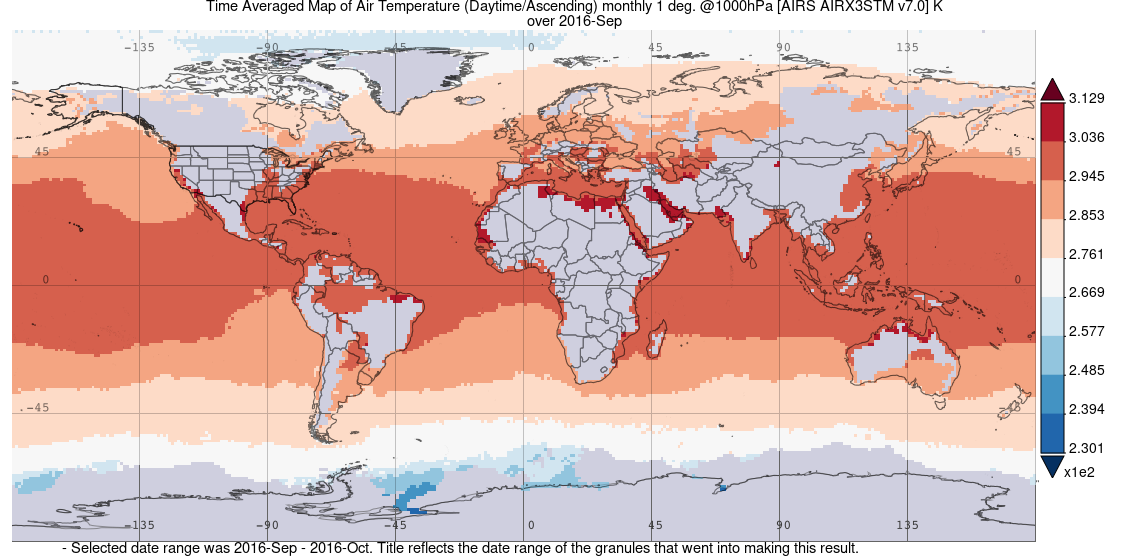 Time Averaged Map of Air Temperature (Daytime/Ascending) monthly 1 deg. @1000hPa [AIRS AIRX3STM v7.0] K
over 2016-Sep
-135 -90 -45 0 45 90 135
45 45
0 0
-45
-135 -90 -45 0 45 90 135
3.129
3.036
2.945
2.853
2.761
2.669
2.577
2.485
2.394
2.301
x1e2
- Selected date range was 2016-Sep - 2016-Oct. Title reflects the date range of the granules that went into making this result.